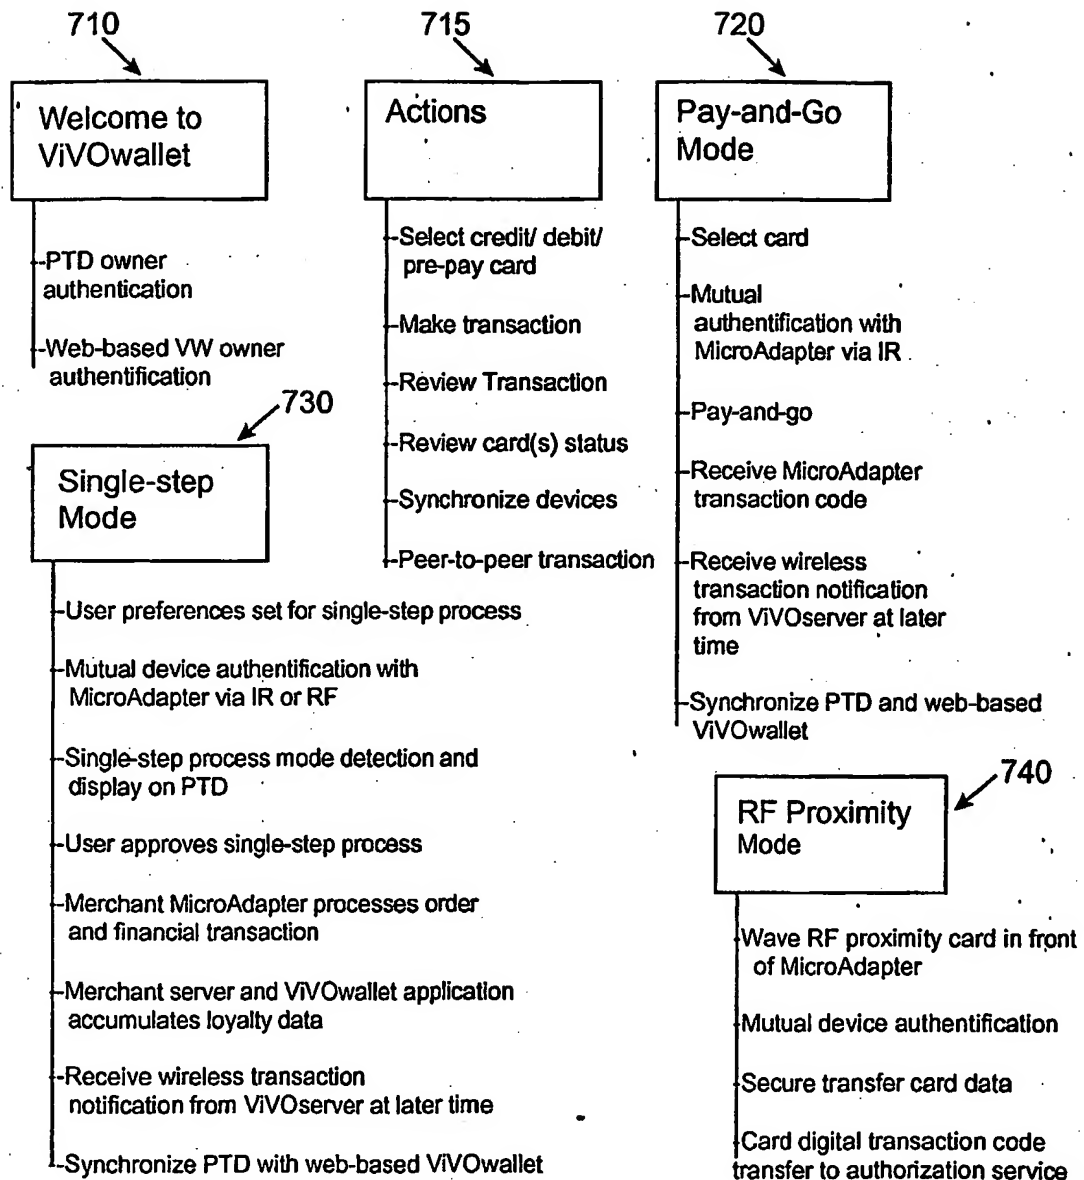 710
Welcome to
ViVOwallet
PTD owner
authentication
Web-based VW owner
authentification
715
Actions
Select credit/ debit/
pre-pay card
Make transaction
Review Transaction
Review card(s) status
Synchronize devices
Peer-to-peer transaction
720
Pay-and-Go
Mode
Select card
Mutual
authentification with
MicroAdapter via IR
Pay-and-go
Receive MicroAdapter
transaction code
Receive wireless
transaction notification
from ViVOserver at later
time
Synchronize PTD and web-based
ViVOwallet
730
Single-step
Mode
User preferences set for single-step process
Mutual device authentification with
MicroAdapter via IR or RF
Single-step process mode detection and
display on PTD
User approves single-step process
Merchant MicroAdapter processes order
and financial transaction
Merchant server and ViVOwallet application
accumulates loyalty data
Receive wireless transaction
notification from ViVOserver at later time
Synchronize PTD with web-based ViVOwallet
740
RF Proximity
Mode
Wave RF proximity card in front
of MicroAdapter
Mutual device authentification
Secure transfer card data
Card digital transaction code
transfer to authorization service